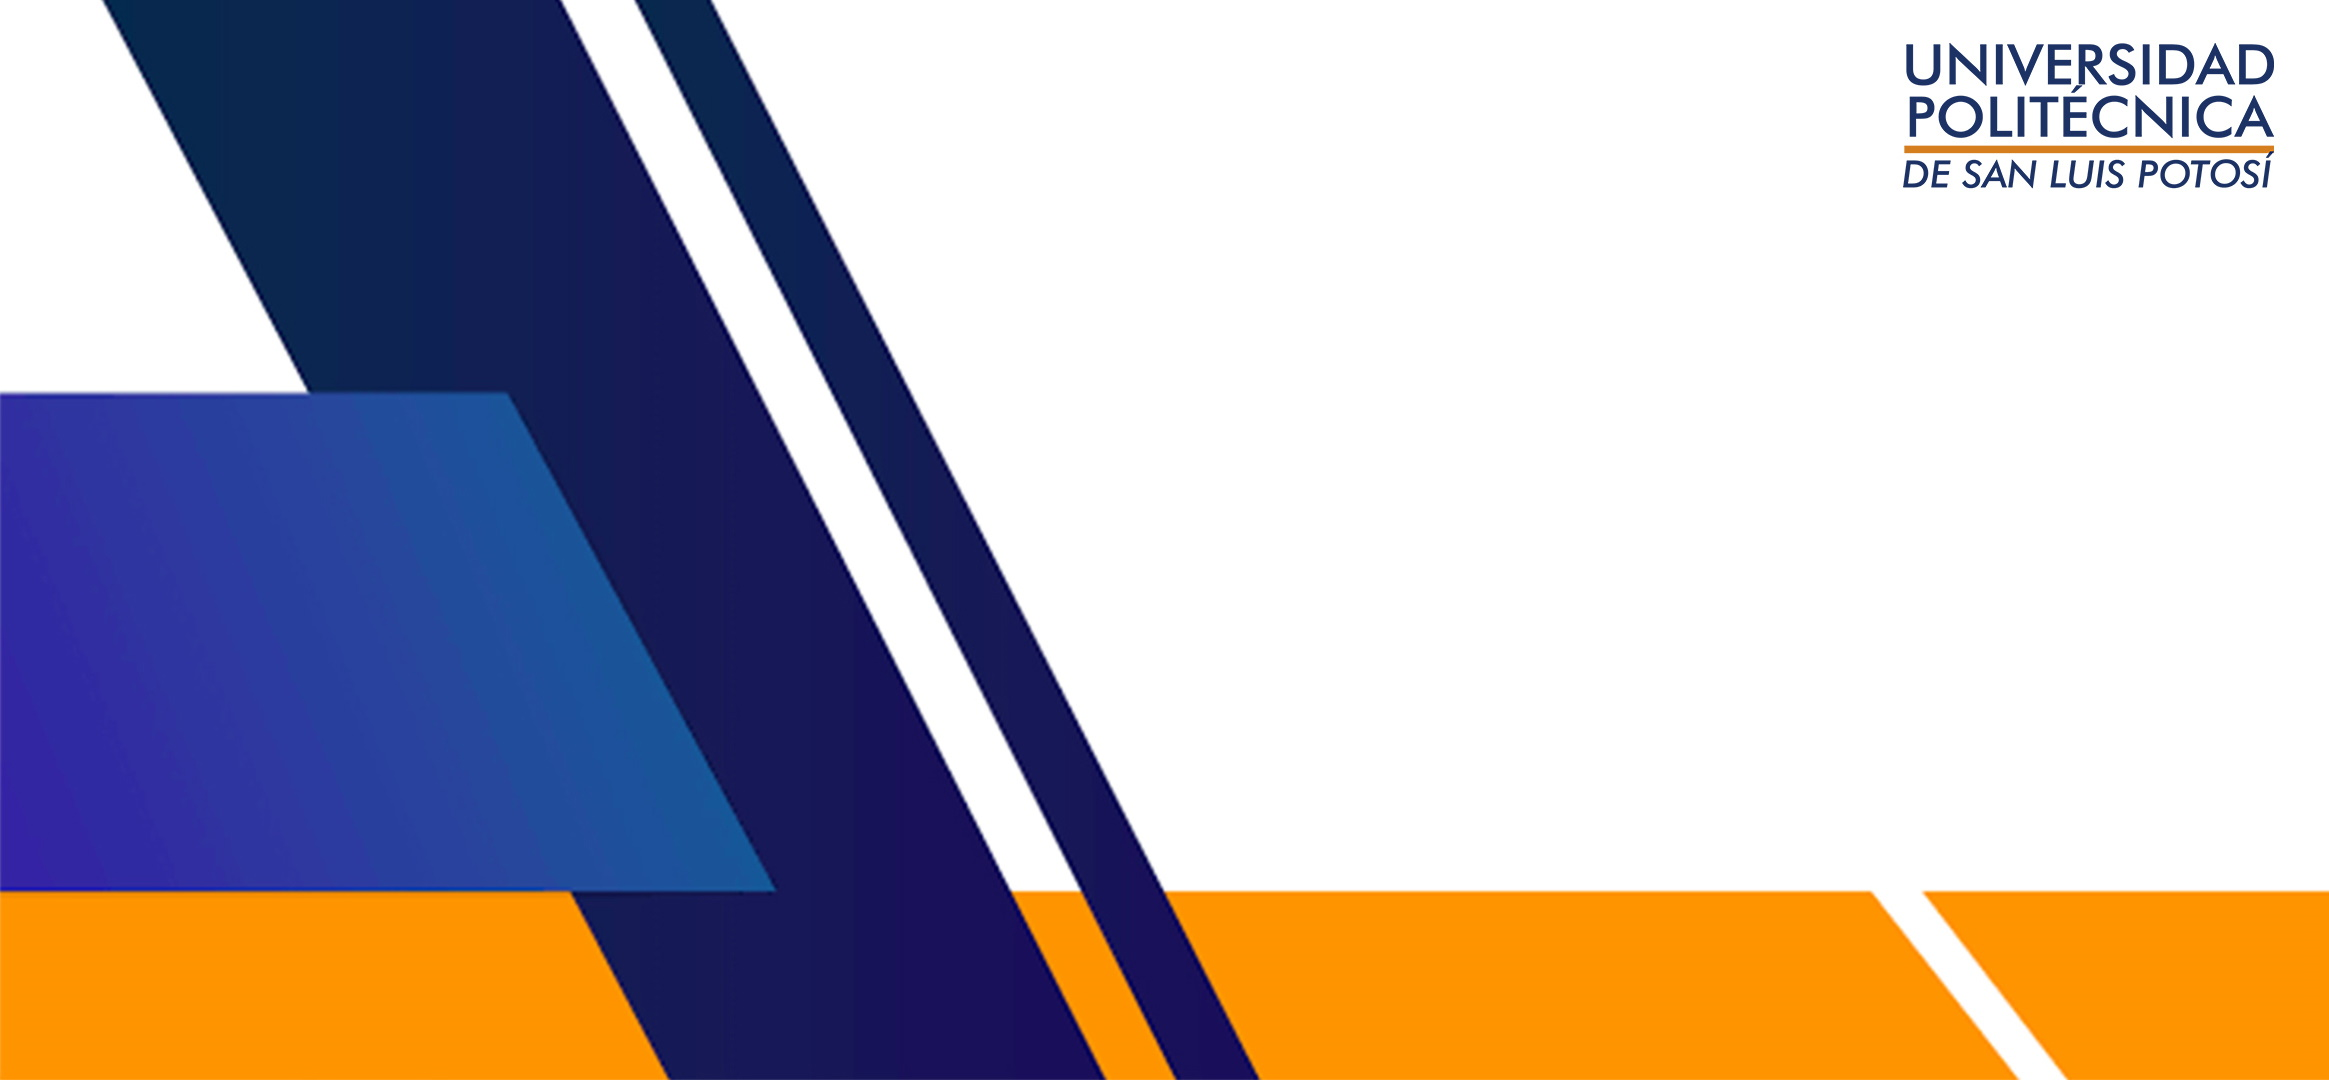 UNIVERSIDAD
POLITÉCNICA
DE SAN LUIS POTOSÍ